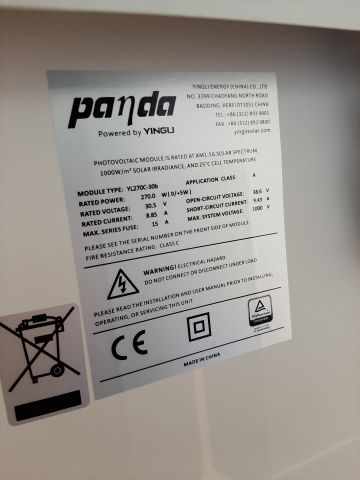 panda
Powered by YINGLI
YINGLI ENERGY (CHINA) CO., LTD
NO. 3399 CHAOYANG NORTH ROAD
BAODING, HEBEI 071051 CHINA
TEL : +86 (312) 892 9801
FAX : +86 (312) 892 9800
yinglisolar.com
PHOTOVOLTAIC MODULE IS RATED AT AM1.5G SOLAR SPECTRUM,
1000W/m² SOLAR IRRADIANCE, AND 25°C CELL TEMPERATURE
MODULE TYPE: YL270C-30b APPLICATION CLASS: A
RATED POWER: 270.0 W [0/+5W]
RATED VOLTAGE: 30.5 V OPEN-CIRCUIT VOLTAGE: 38.6 V
RATED CURRENT: 8.85 A SHORT-CIRCUIT CURRENT: 9.43 A
MAX. SERIES FUSE: 15 A MAX. SYSTEM VOLTAGE: 1000 V
PLEASE SEE THE SERIAL NUMBER ON THE FRONT SIDE OF MODULE.
FIRE RESISTANCE RATING: CLASS C
WARNING! ELECTRICAL HAZARD
DO NOT CONNECT OR DISCONNECT UNDER LOAD
PLEASE READ THE INSTALLATION AND USER MANUAL PRIOR TO INSTALLING,
OPERATING, OR SERVICING THIS UNIT
CE
MADE IN CHINA